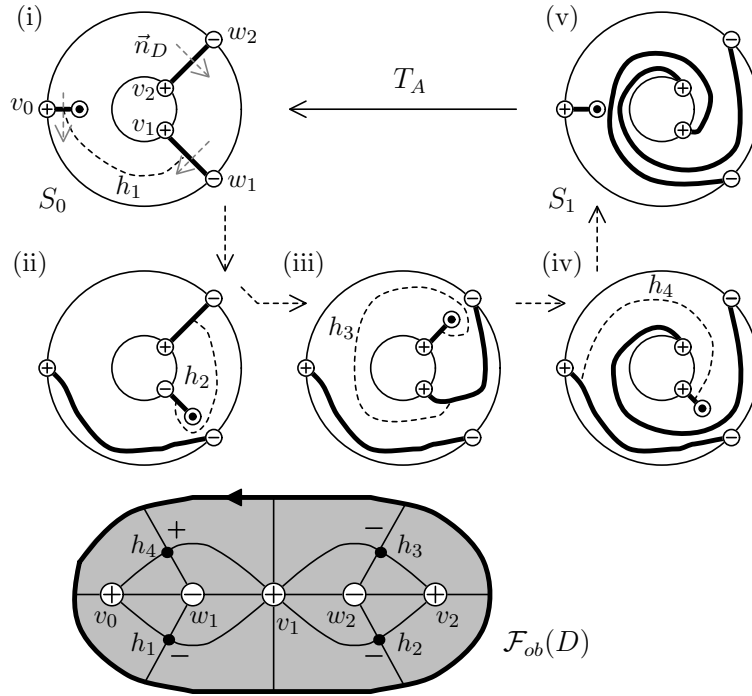 (i) (v)
n⃗_D w₂
v₀ v₂ T_A
v₁
h₁ w₁
S₀ S₁
(ii) (iii) (iv)
h₂ h₃ h₄
+ −
h₄ h₃
v₀ w₁ v₁ w₂ v₂
h₁ − − h₂
F_ob(D)